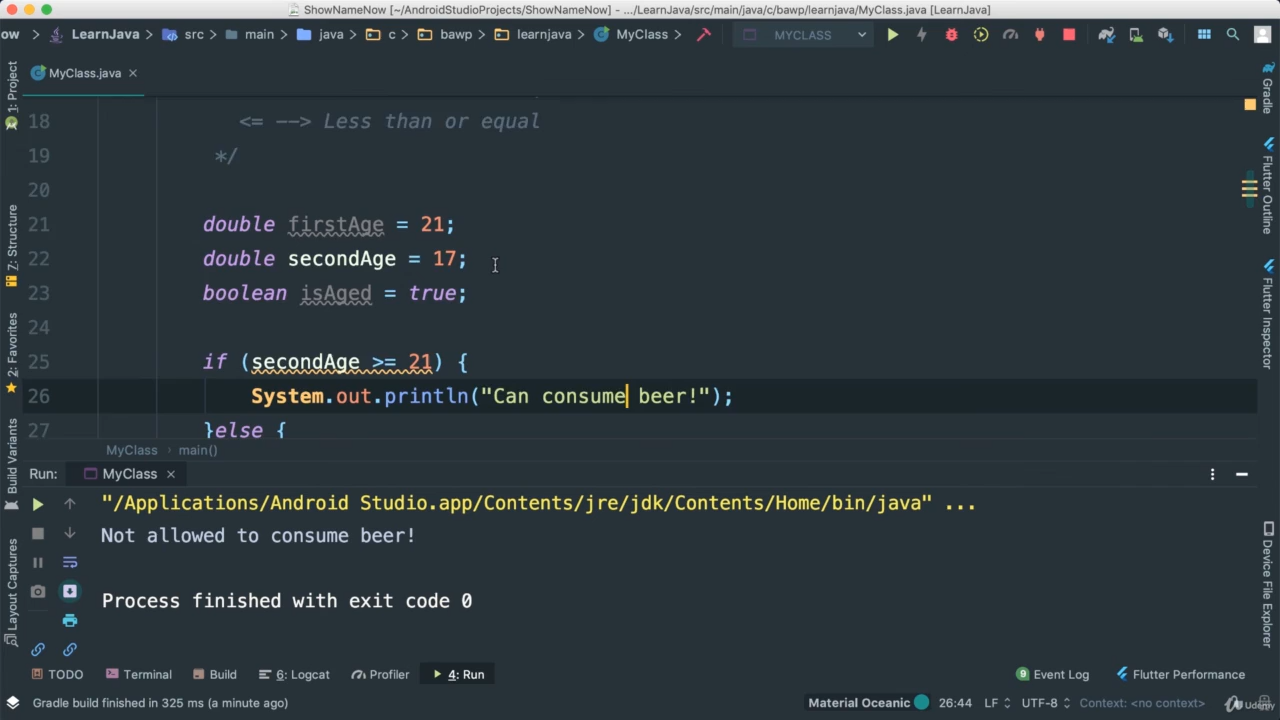 ShowNameNow [~/AndroidStudioProjects/ShowNameNow] - .../LearnJava/src/main/java/c/bawp/learnjava/MyClass.java [LearnJava]
ow LearnJava src main java c bawp learnjava MyClass MYCLASS
MyClass.java
18 <= --> Less than or equal
19 */
20
21 double firstAge = 21;
22 double secondAge = 17;
23 boolean isAged = true;
24
25 if (secondAge >= 21) {
26 System.out.println("Can consume beer!");
27 }else {
MyClass main()
Run: MyClass
"/Applications/Android Studio.app/Contents/jre/jdk/Contents/Home/bin/java" ...
Not allowed to consume beer!
Process finished with exit code 0
TODO Terminal Build 6: Logcat Profiler 4: Run 9 Event Log Flutter Performance
Gradle build finished in 325 ms (a minute ago) Material Oceanic 26:44 LF UTF-8 Context: <no context> Udemy
1: Project
7: Structure
2: Favorites
Build Variants
Layout Captures
Gradle
Flutter Outline
Flutter Inspector
Device File Explorer